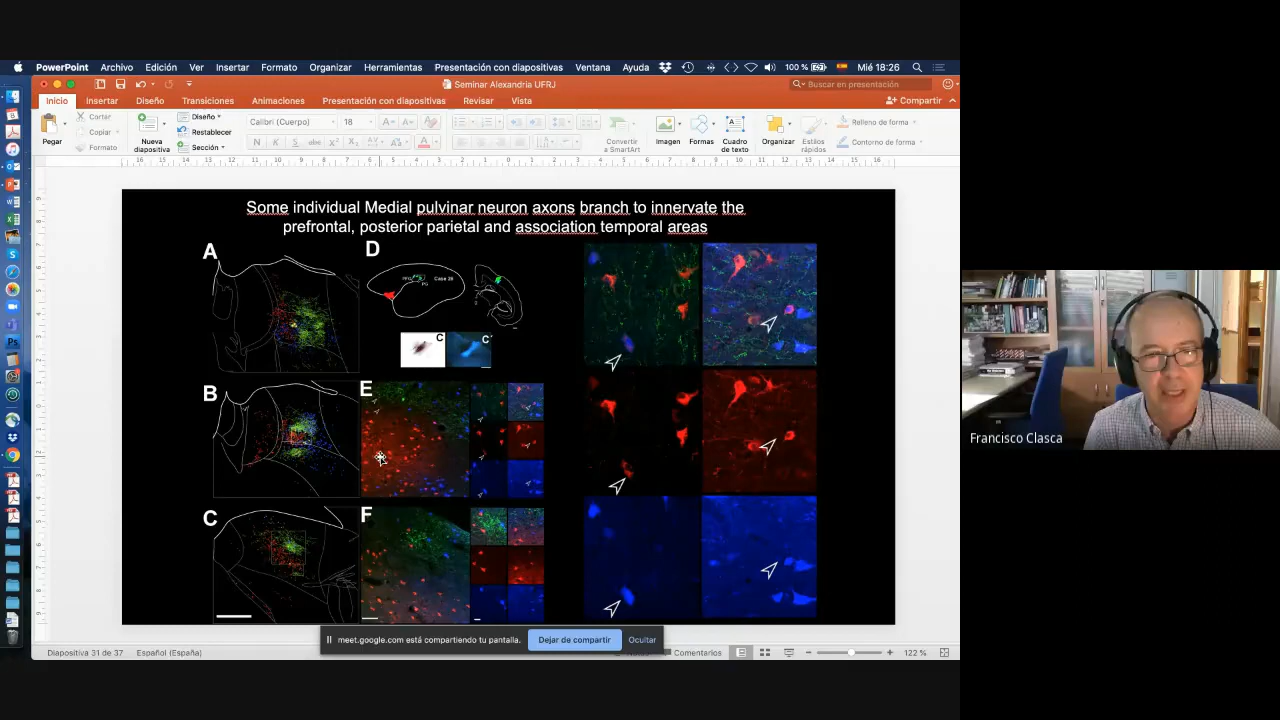 PowerPoint Archivo Edición Ver Insertar Formato Organizar Herramientas Presentación con diapositivas Ventana Ayuda 100 % Mié 18:26
Seminar Alexandria UFRJ
Buscar en presentación
Inicio Insertar Diseño Transiciones Animaciones Presentación con diapositivas Revisar Vista
Compartir
Pegar
Cortar
Copiar
Formato
Nueva diapositiva
Diseño
Restablecer
Sección
Calibri (Cuerpo) 18
Convertir a SmartArt
Imagen
Formas
Cuadro de texto
Organizar
Estilos rápidos
Relleno de forma
Contorno de forma
Some individual Medial pulvinar neuron axons branch to innervate th
prefrontal, posterior parietal and association temporal areas
A
D
Case 28
PFG
PG
C
C
B
E
C
F
meet.google.com está compartiendo tu pantalla.
Dejar de compartir
Ocultar
Diapositiva 31 de 37
Español (España)
Comentarios
122 %
Francisco Clasca